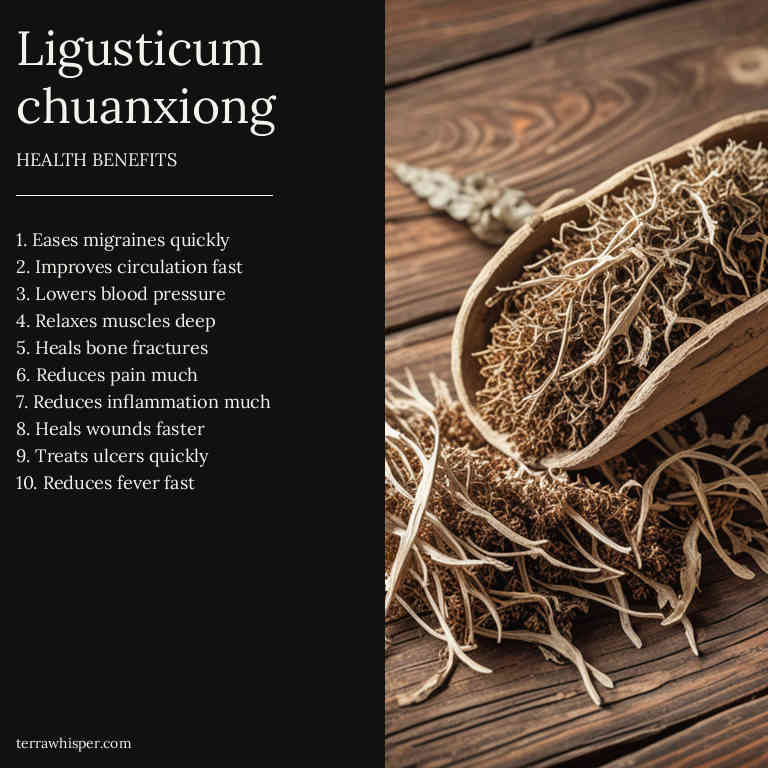 Ligusticum
chuanxiong
HEALTH BENEFITS
1. Eases migraines quickly
2. Improves circulation fast
3. Lowers blood pressure
4. Relaxes muscles deep
5. Heals bone fractures
6. Reduces pain much
7. Reduces inflammation much
8. Heals wounds faster
9. Treats ulcers quickly
10. Reduces fever fast
terrawhisper.com